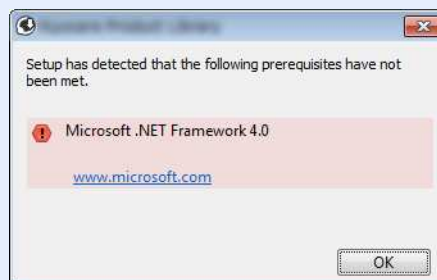 Setup has detected that the following prerequisites have not
been met.
Microsoft .NET Framework 4.0
www.microsoft.com
OK